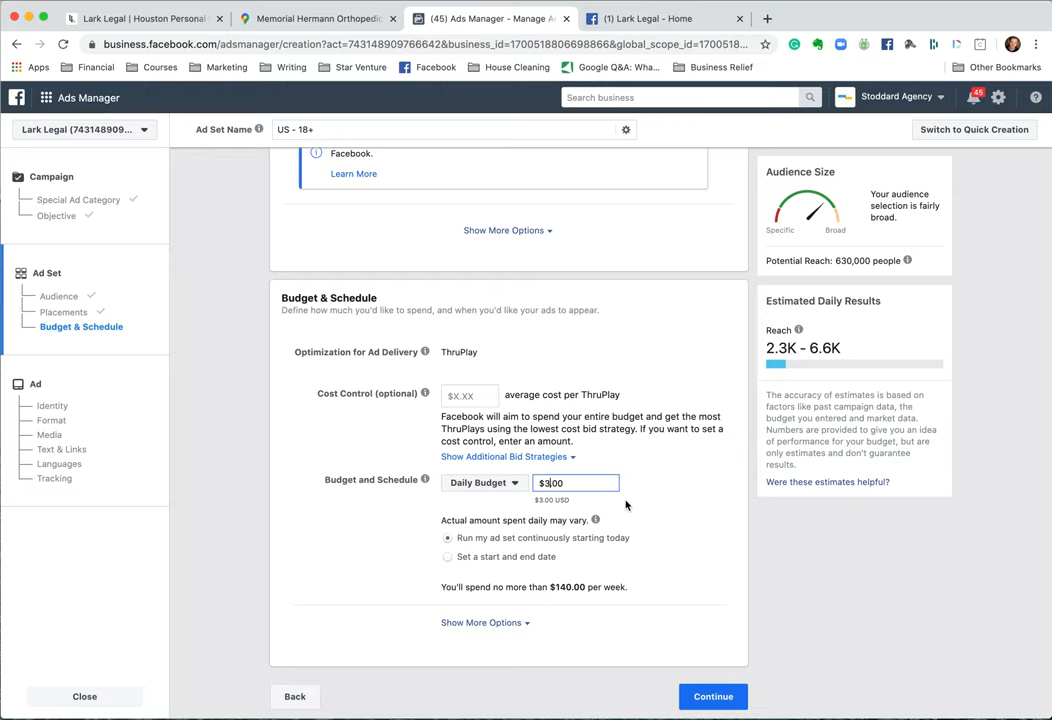 Lark Legal | Houston Personal
Memorial Hermann Orthopedic
(45) Ads Manager - Manage A
(1) Lark Legal - Home
business.facebook.com/adsmanager/creation?act=743148909766642&business_id=1700518806698866&global_scope_id=1700055...
Apps
Financial
Courses
Marketing
Writing
Star Venture
Facebook
House Cleaning
Google Q&A: Wha...
Business Relief
Other Bookmarks
Ads Manager
Search business
Stoddard Agency
45
Lark Legal (743148909...
Ad Set Name
US - 18+
Switch to Quick Creation
Campaign
Special Ad Category
Objective
Ad Set
Audience
Placements
Budget & Schedule
Ad
Identity
Format
Media
Text & Links
Languages
Tracking
Close
Facebook.
Learn More
Show More Options
Budget & Schedule
Define how much you'd like to spend, and when you'd like your ads to appear.
Optimization for Ad Delivery
ThruPlay
Cost Control (optional)
$X.XX
average cost per ThruPlay
Facebook will aim to spend your entire budget and get the most
ThruPlays using the lowest cost bid strategy. If you want to set a
cost control, enter an amount.
Show Additional Bid Strategies
Budget and Schedule
Daily Budget
$3.00
$3.00 USD
Actual amount spent daily may vary.
Run my ad set continuously starting today
Set a start and end date
You'll spend no more than $140.00 per week.
Show More Options
Back
Continue
Audience Size
Specific
Broad
Your audience
selection is fairly
broad.
Potential Reach: 630,000 people
Estimated Daily Results
Reach
2.3K - 6.6K
The accuracy of estimates is based on
factors like past campaign data, the
budget you entered and market data.
Numbers are provided to give you an idea
of performance for your budget, but are
only estimates and don't guarantee
results.
Were these estimates helpful?